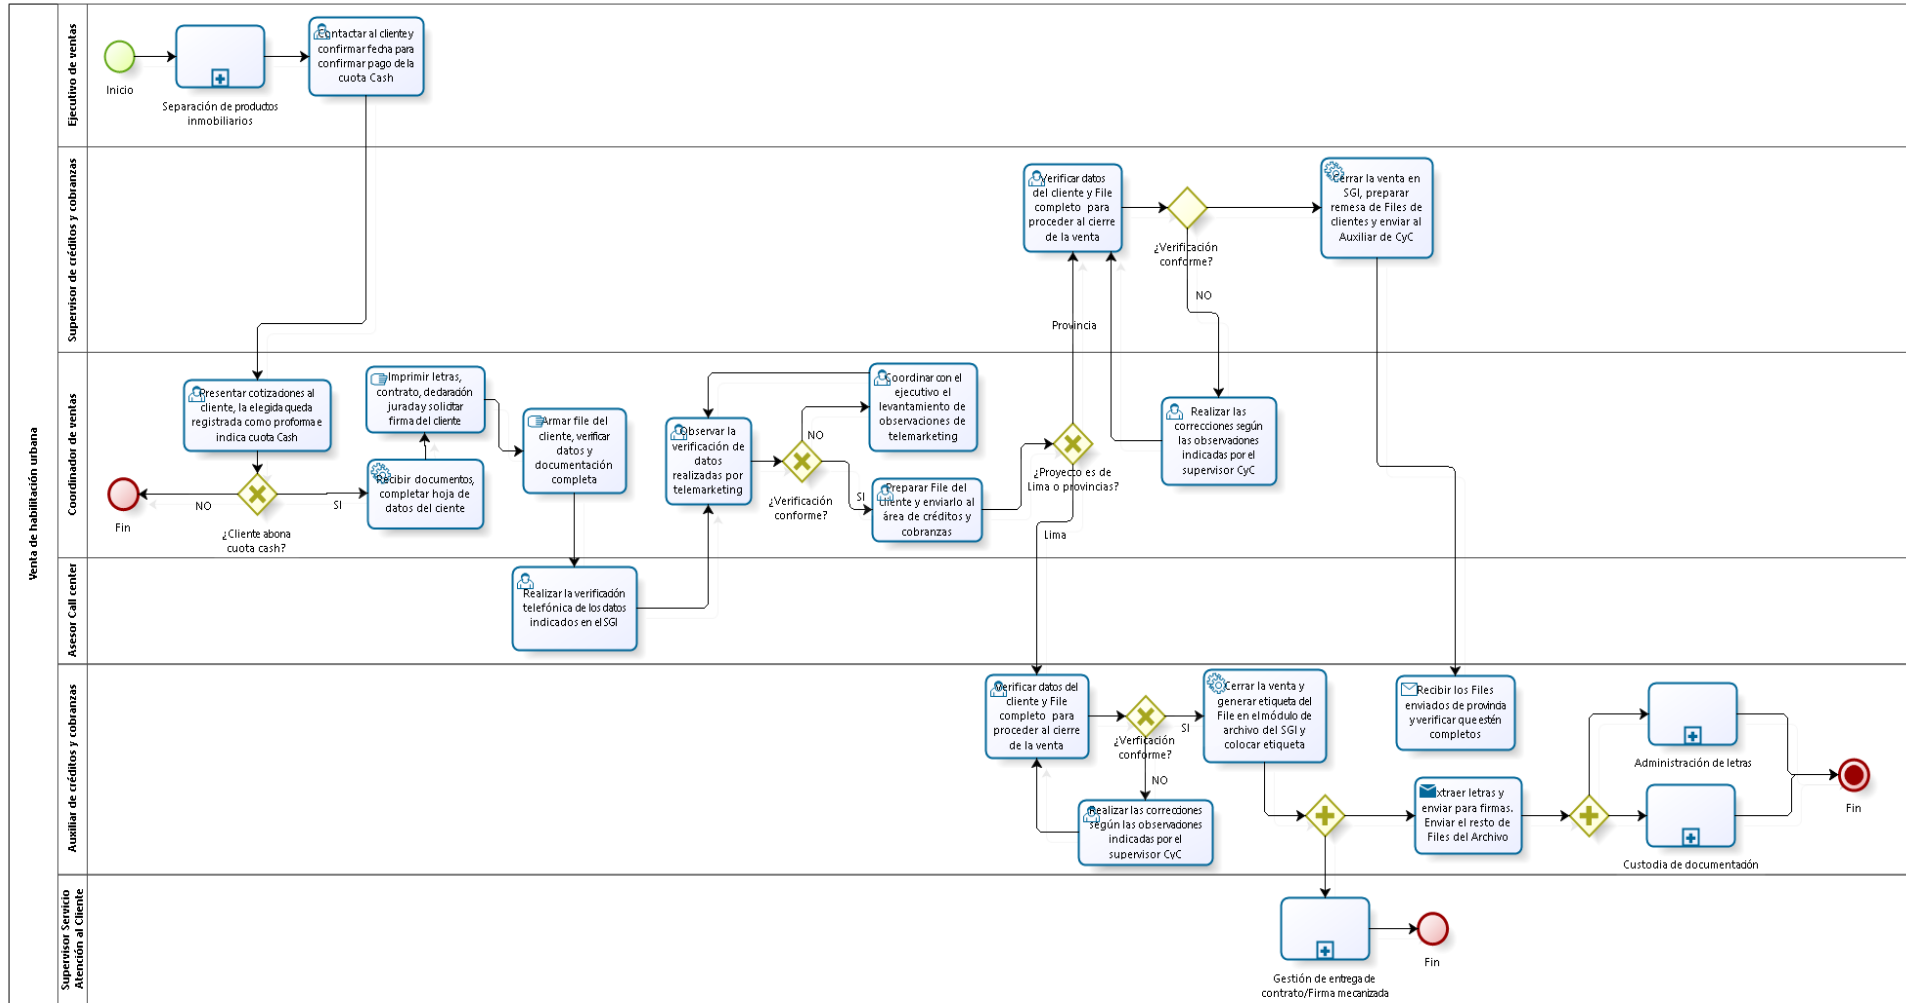 Venta de habilitación urbana
Ejecutivo de ventas
Inicio
Separación de productos
inmobiliarios
Contactar al cliente y
confirmar fecha para
confirmar pago de la
cuota Cash
Supervisor de créditos y cobranzas
Verificar datos
del cliente y File
completo para
proceder al cierre
de la venta
¿Verificación
conforme?
NO
Cerrar la venta en
SGI, preparar
remesa de Files de
clientes y enviar al
Auxiliar de CyC
Provincia
Coordinador de ventas
Presentar cotizaciones al
cliente, la elegida queda
registrada como proforma e
indica cuota Cash
Fin
NO
¿Cliente abona
cuota cash?
SI
Imprimir letras,
contrato, declaración
jurada y solicitar
firma del cliente
Recibir documentos,
completar hoja de
datos del ciente
Armar file del
cliente, verificar
datos y
documentación
completa
Observar la
verificación de
datos
realizadas por
telemarketing
¿Verificación
conforme?
NO
SI
Coordinar con el
ejecutivo el
levantamiento de
observaciones de
telemarketing
Preparar File del
cliente y enviarlo al
área de créditos y
cobranzas
¿Proyecto es de
Lima o provincias?
Lima
Realizar las
correcciones según
las observaciones
indicadas por el
supervisor CyC
Asesor Call center
Realizar la verificación
telefónica de los datos
indicados en el SGI
Auxiliar de créditos y cobranzas
Verificar datos del
cliente y File
completo para
proceder al cierre
de la venta
¿Verficación
conforme?
SI
NO
Realizar las correcciones
según las observaciones
indicadas por el
supervisor CyC
Cerrar la venta y
generar etiqueta del
File en el módulo de
archivo del SGI y
colocar etiqueta
Recibir los Files
enviados de provincia
y verificar que estén
completos
Extraer letras y
enviar para firmas.
Enviar el resto de
Files del Archivo
Administración de letras
Custodia de documentación
Fin
Supervisor Servicio
Atención al Cliente
Gestión de entrega de
contrato/Firma mecanizada
Fin